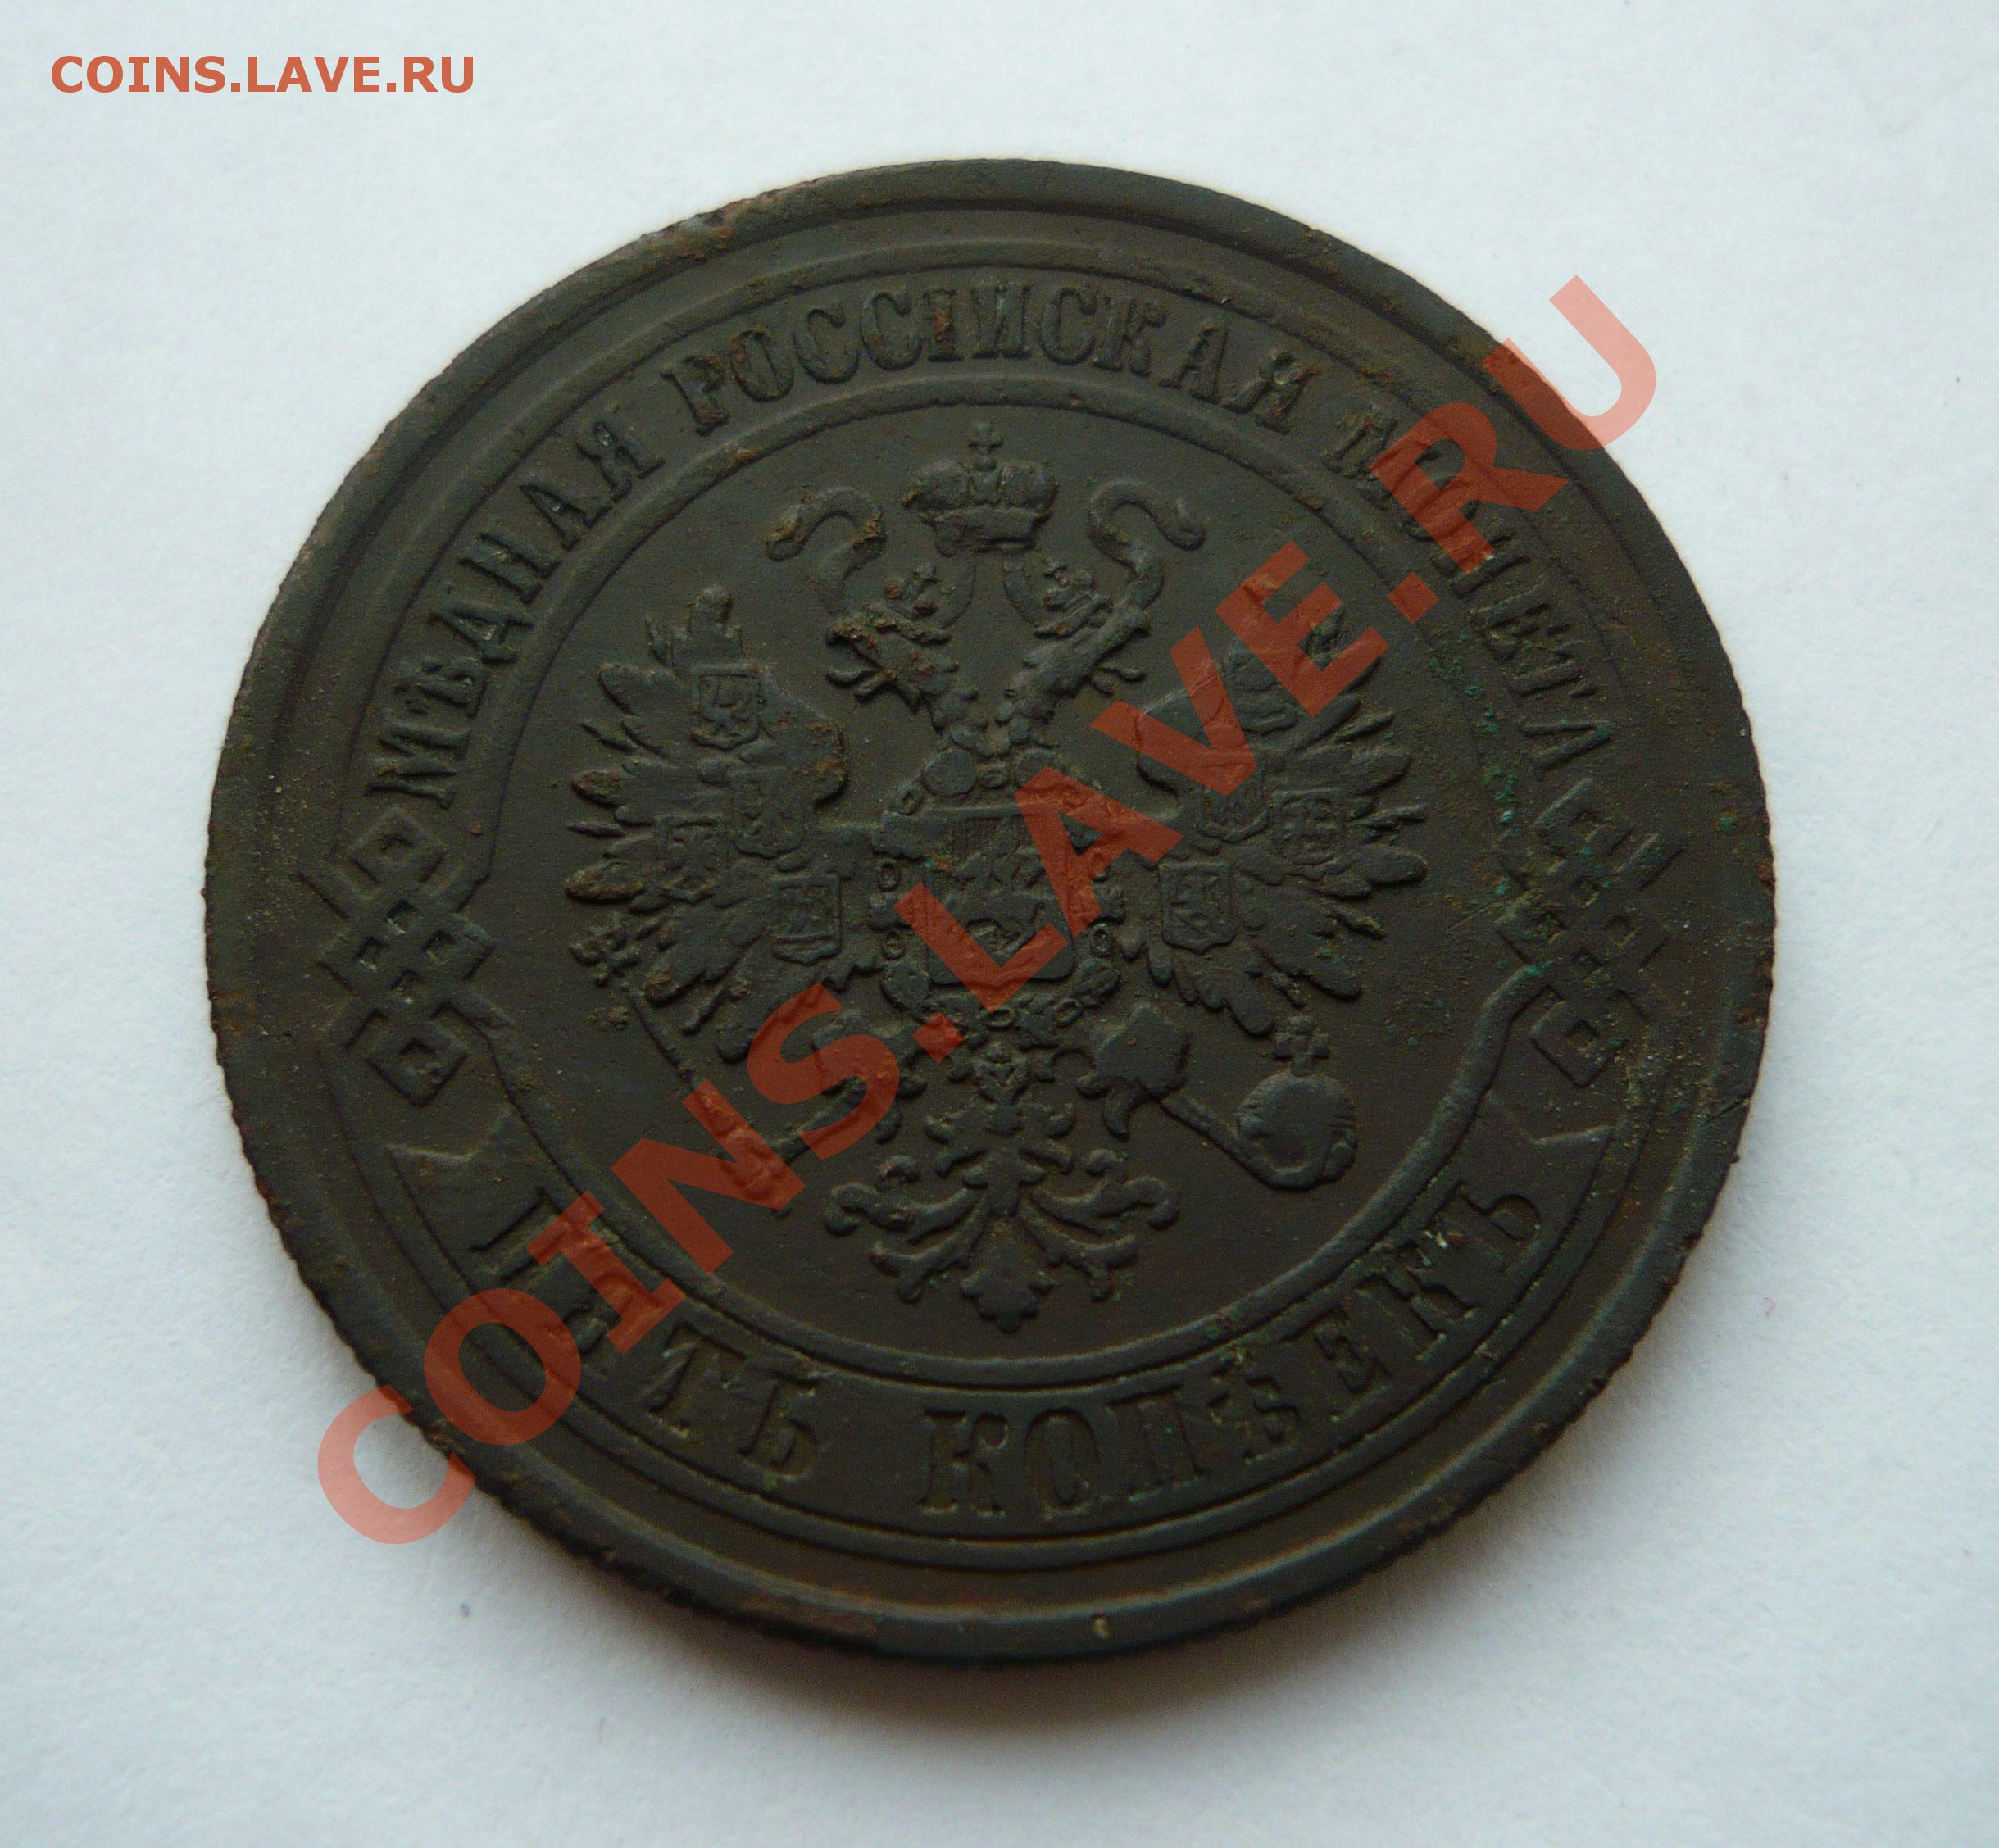 COINS.LAVE.RU
МѢДНАЯ РОССІЙСКАЯ МОНЕТА
COINS.LAVE.RU
ПЯТЬ КОПѢЕКЪ